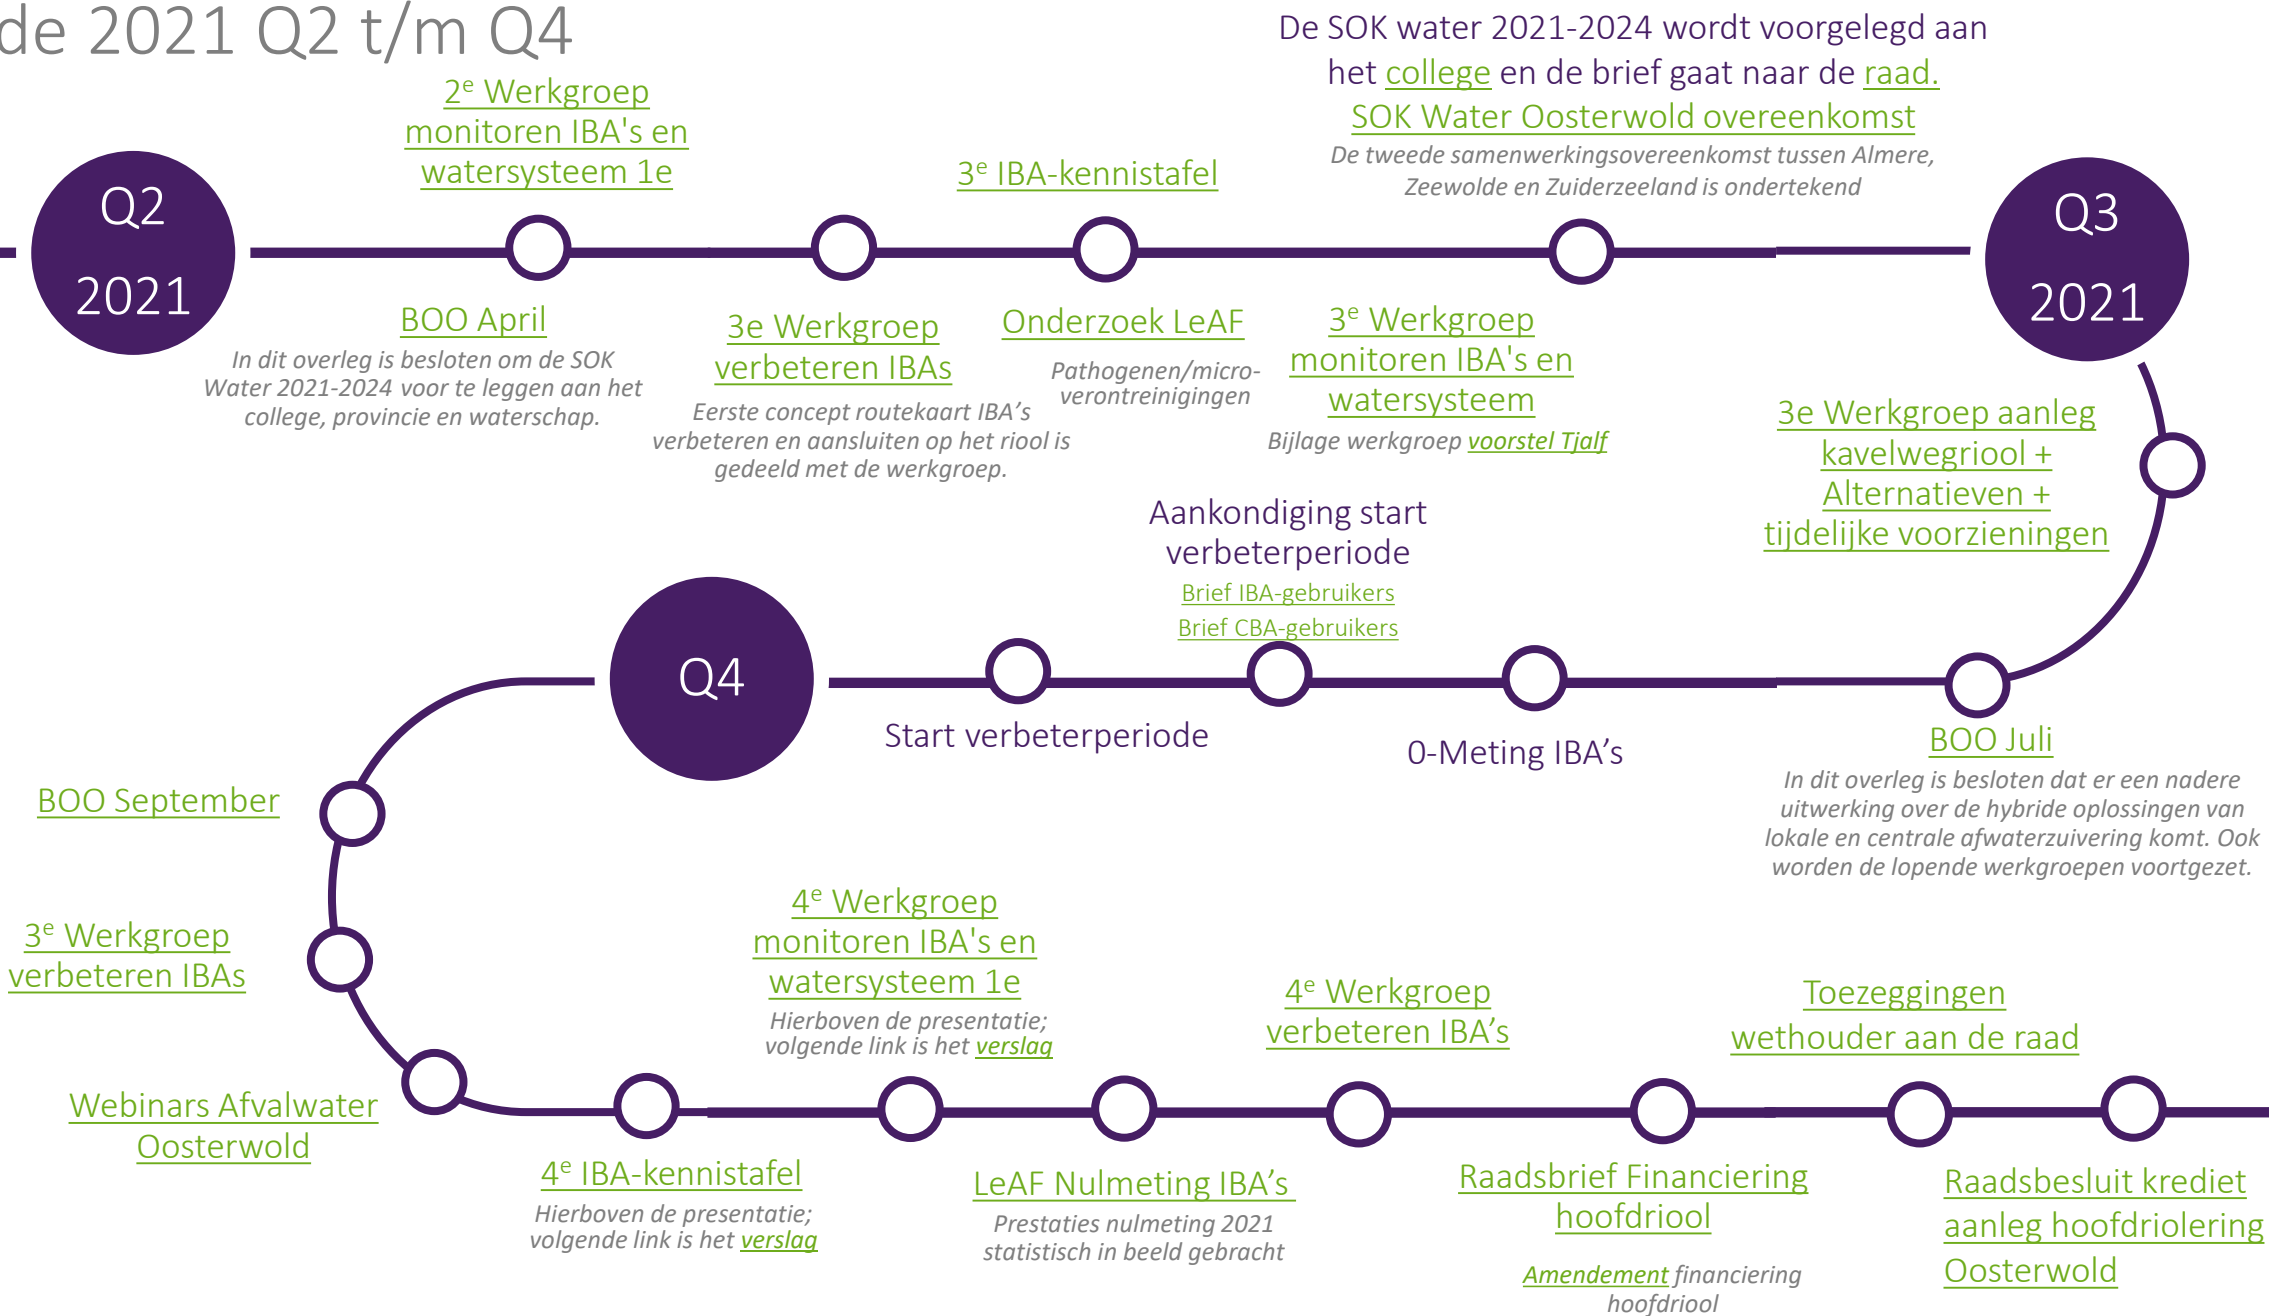 de 2021 Q2 t/m Q4
De SOK water 2021-2024 wordt voorgelegd aan
het college en de brief gaat naar de raad.
SOK Water Oosterwold overeenkomst
De tweede samenwerkingsovereenkomst tussen Almere,
Zeewolde en Zuiderzeeland is ondertekend
2e Werkgroep
monitoren IBA's en
watersysteem 1e
3e IBA-kennistafel
Q2
2021
Q3
2021
BOO April
In dit overleg is besloten om de SOK
Water 2021-2024 voor te leggen aan het
college, provincie en waterschap.
3e Werkgroep
verbeteren IBAs
Eerste concept routekaart IBA’s
verbeteren en aansluiten op het riool is
gedeeld met de werkgroep.
Onderzoek LeAF
Pathogenen/micro-
verontreinigingen
3e Werkgroep
monitoren IBA's en
watersysteem
Bijlage werkgroep voorstel Tjalf
3e Werkgroep aanleg
kavelwegriool +
Alternatieven +
tijdelijke voorzieningen
Aankondiging start
verbeterperiode
Brief IBA-gebruikers
Brief CBA-gebruikers
Q4
Start verbeterperiode
0-Meting IBA’s
BOO Juli
In dit overleg is besloten dat er een nadere
uitwerking over de hybride oplossingen van
lokale en centrale afwaterzuivering komt. Ook
worden de lopende werkgroepen voortgezet.
BOO September
3e Werkgroep
verbeteren IBAs
Webinars Afvalwater
Oosterwold
4e IBA-kennistafel
Hierboven de presentatie;
volgende link is het verslag
4e Werkgroep
monitoren IBA's en
watersysteem 1e
Hierboven de presentatie;
volgende link is het verslag
LeAF Nulmeting IBA’s
Prestaties nulmeting 2021
statistisch in beeld gebracht
4e Werkgroep
verbeteren IBA’s
Raadsbrief Financiering
hoofdriool
Amendement financiering
hoofdriool
Toezeggingen
wethouder aan de raad
Raadsbesluit krediet
aanleg hoofdriolering
Oosterwold